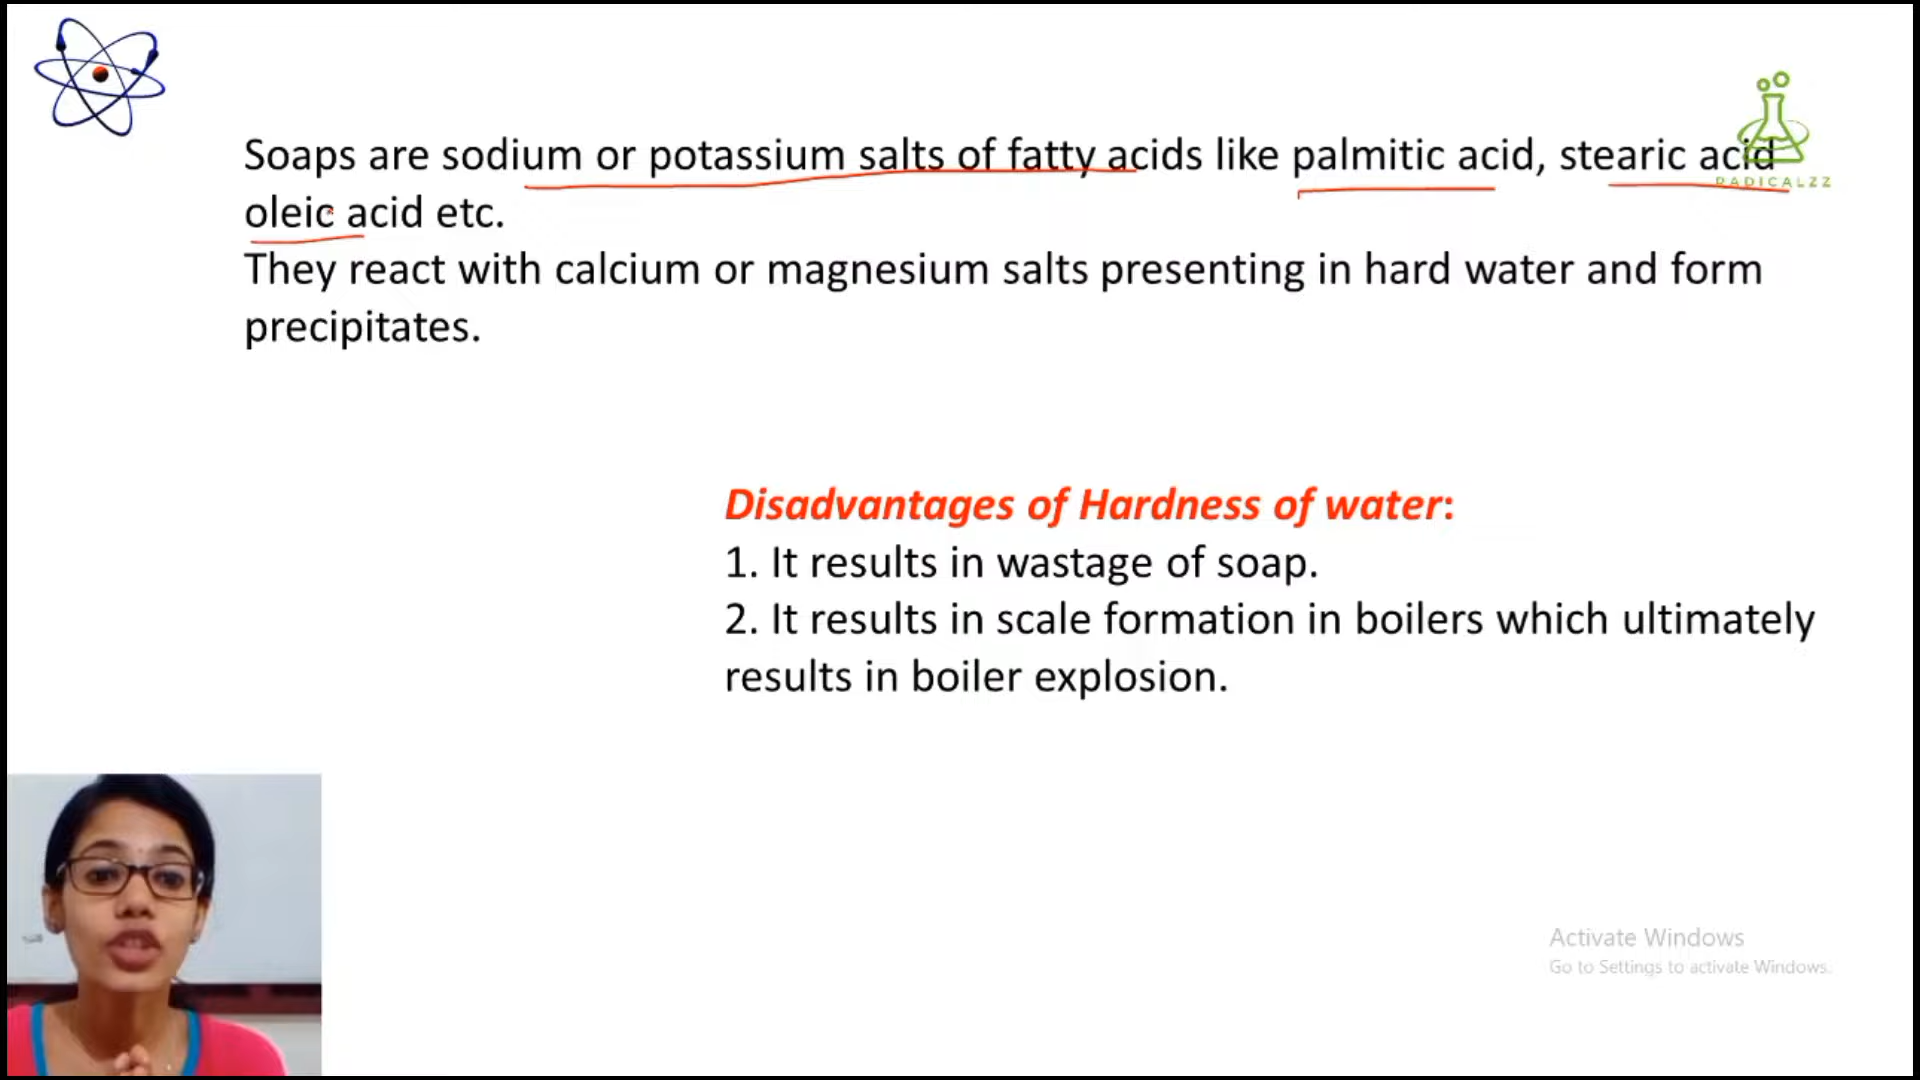 Soaps are sodium or potassium salts of fatty acids like palmitic acid, stearic acid
RADICALZZ
oleic acid etc.
They react with calcium or magnesium salts presenting in hard water and form
precipitates.
Disadvantages of Hardness of water:
1. It results in wastage of soap.
2. It results in scale formation in boilers which ultimately
results in boiler explosion.
Activate Windows
Go to Settings to activate Windows.